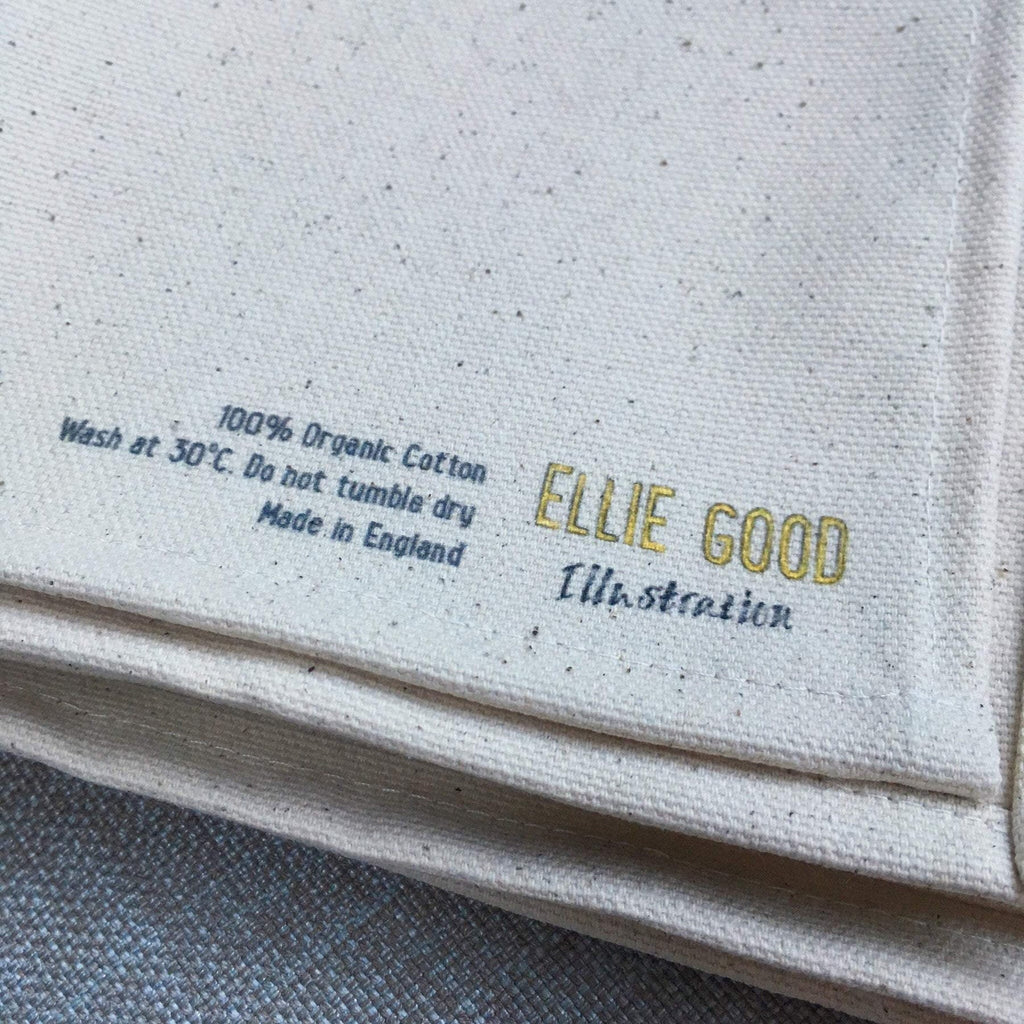 100% Organic Cotton
Wash at 30°C. Do not tumble dry
Made in England
ELLIE GOOD
Illustration